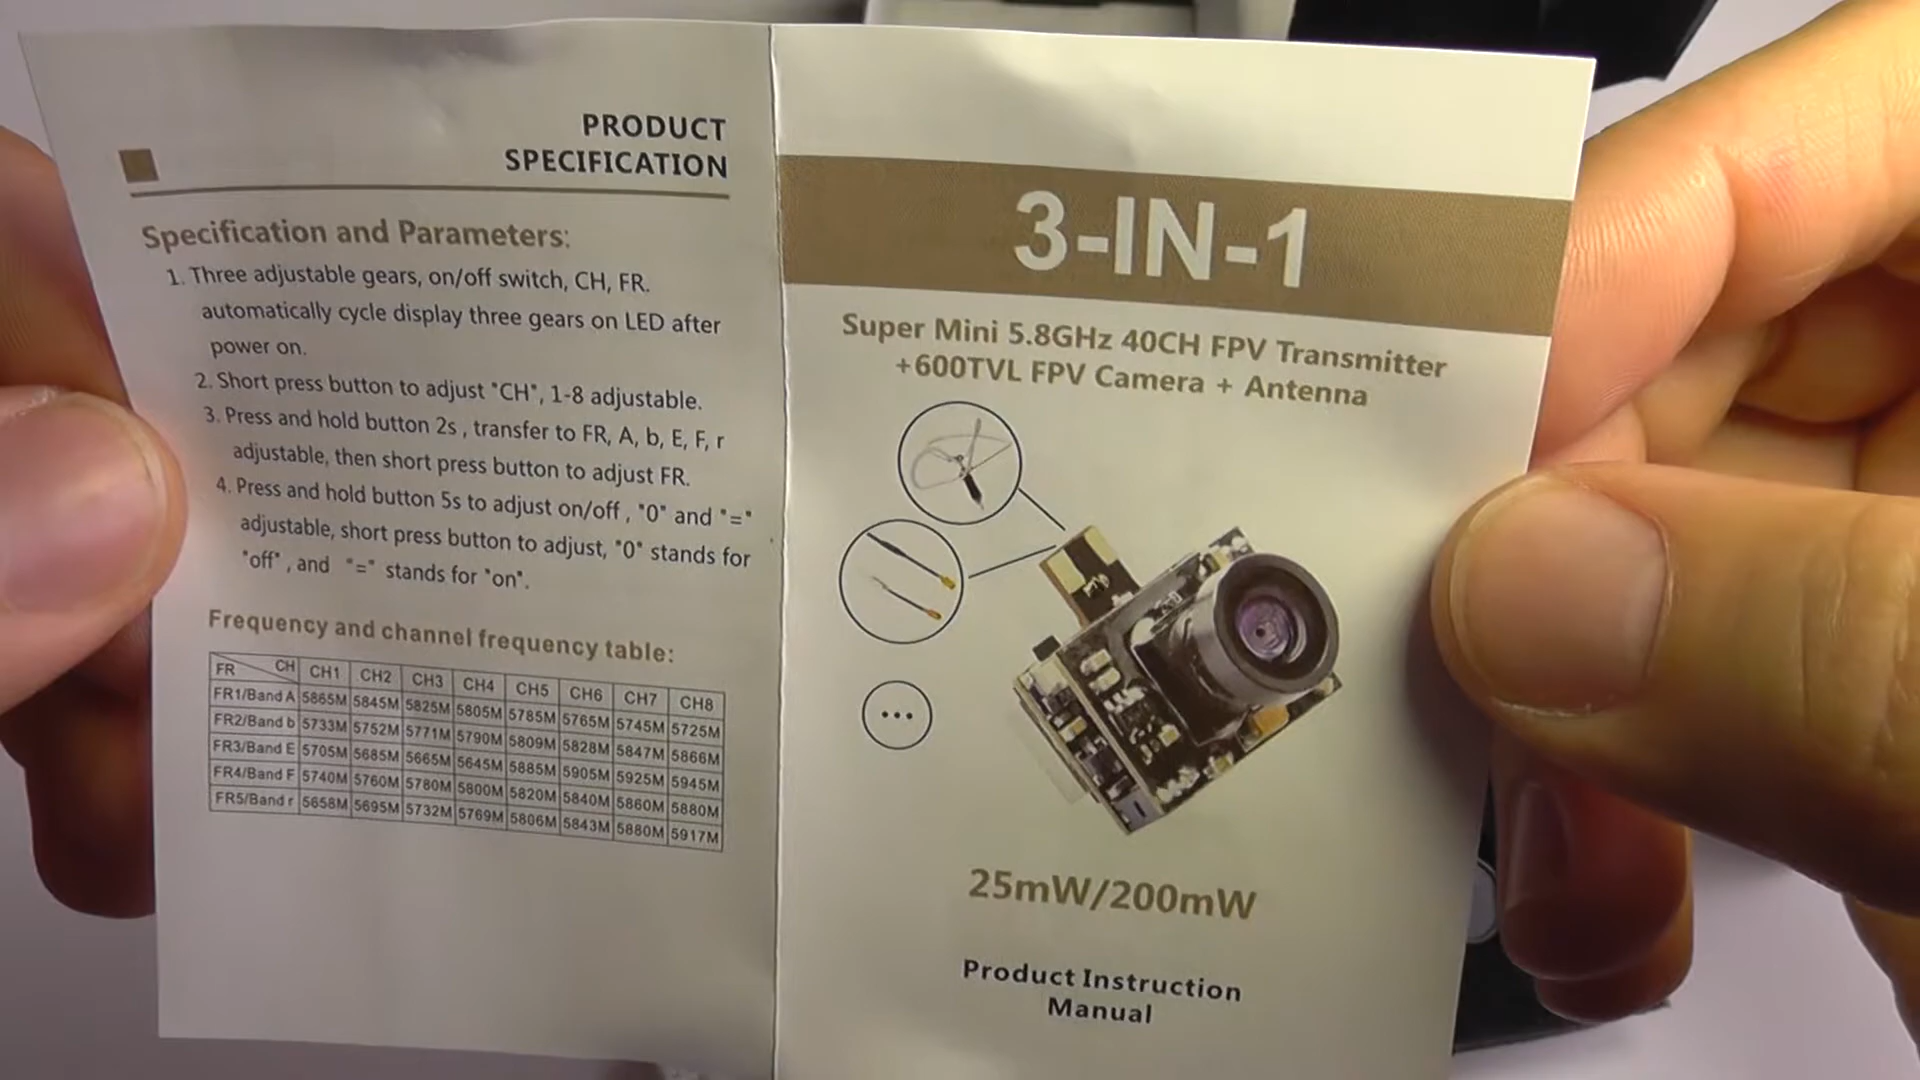 PRODUCT
SPECIFICATION
Specification and Parameters:
1. Three adjustable gears, on/off switch, CH, FR.
automatically cycle display three gears on LED after
power on.
2. Short press button to adjust "CH", 1-8 adjustable.
3. Press and hold button 2s , transfer to FR, A, b, E, F, r
adjustable, then short press button to adjust FR.
4. Press and hold button 5s to adjust on/off , "0" and "="
adjustable, short press button to adjust, "0" stands for
"off" , and "=" stands for "on".
Frequency and channel frequency table:
FR CH CH1 CH2 CH3 CH4 CH5 CH6 CH7 CH8
FR1/Band A 5865M 5845M 5825M 5805M 5785M 5765M 5745M 5725M
FR2/Band b 5733M 5752M 5771M 5790M 5809M 5828M 5847M 5866M
FR3/Band E 5705M 5685M 5665M 5645M 5885M 5905M 5925M 5945M
FR4/Band F 5740M 5760M 5780M 5800M 5820M 5840M 5860M 5880M
FR5/Band r 5658M 5695M 5732M 5769M 5806M 5843M 5880M 5917M
3-IN-1
Super Mini 5.8GHz 40CH FPV Transmitter
+600TVL FPV Camera + Antenna
25mW/200mW
Product Instruction
Manual